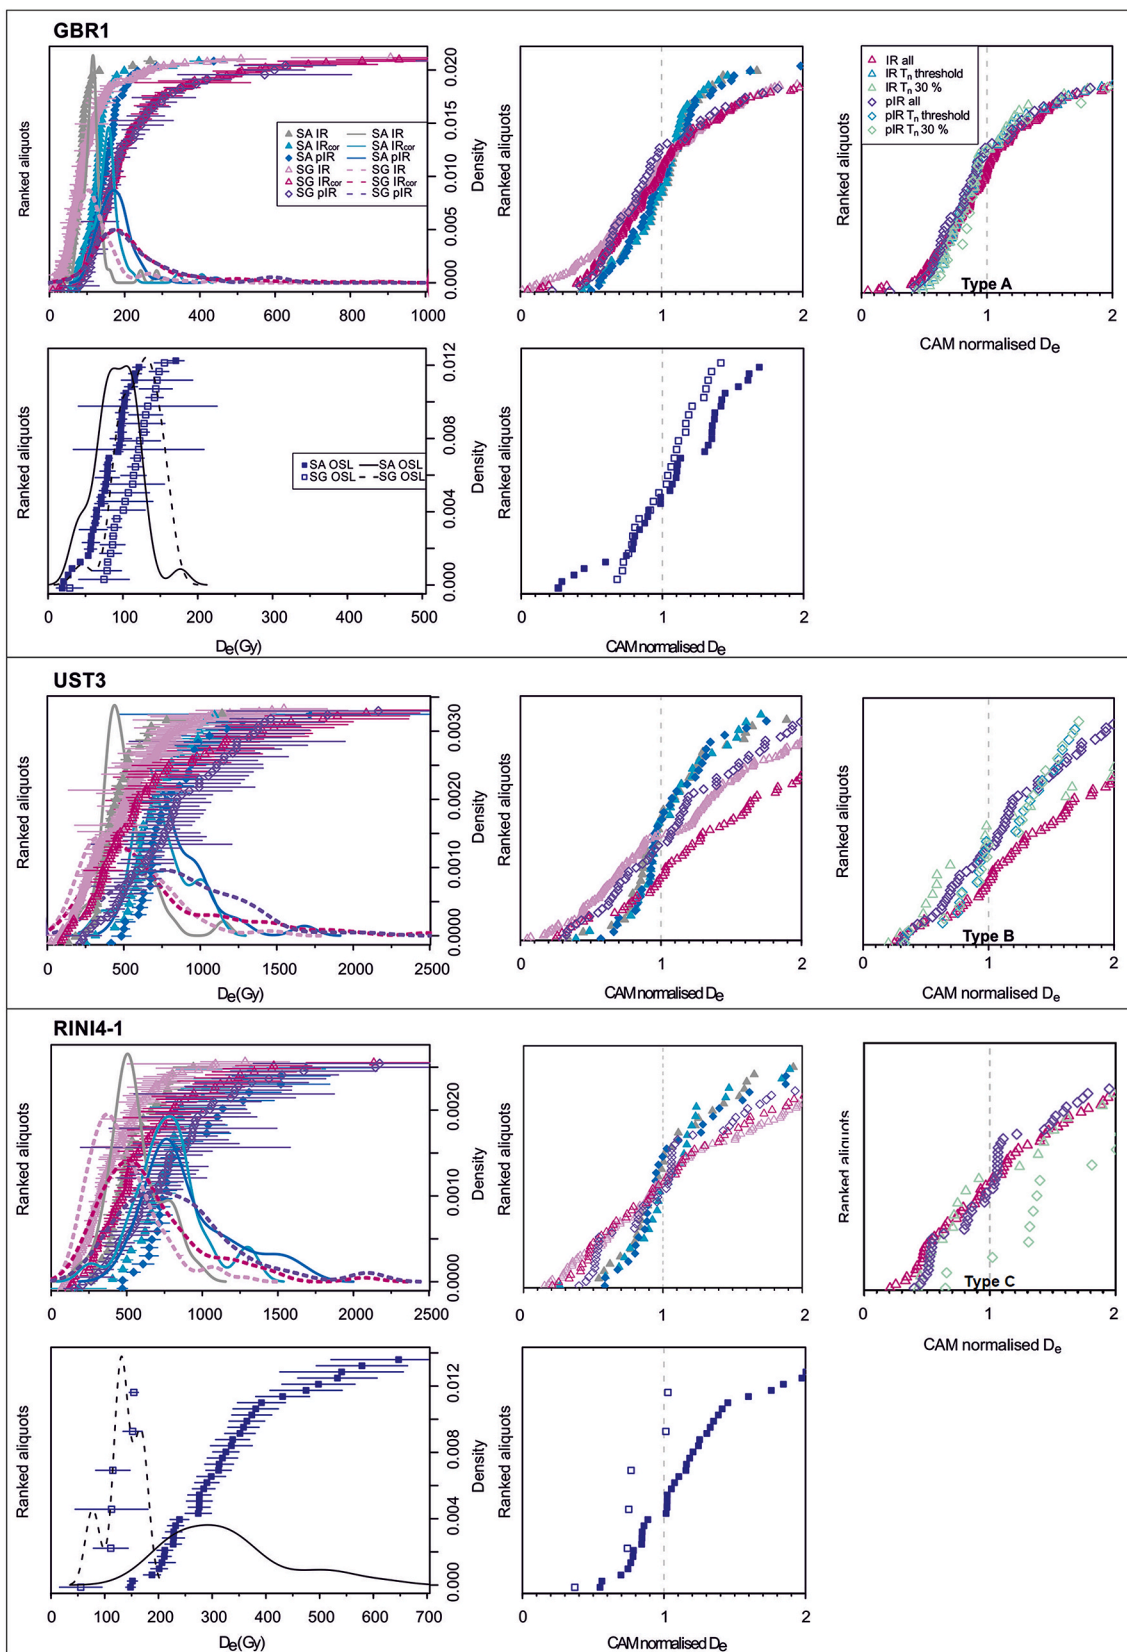 GBR1
Ranked aliquots
SA IR SA IR
SA IRcor SA IRcor
SA pIR SA pIR
SG IR SG IR
SG IRcor SG IRcor
SG pIR SG pIR
0.000 0.005 0.010 0.015 0.020
Density
0 200 400 600 800 1000
Ranked aliquots
0 1 2
IR all
IR Tn threshold
IR Tn 30 %
pIR all
pIR Tn threshold
pIR Tn 30 %
Ranked aliquots
Type A
0 1 2
CAM normalised De
Ranked aliquots
SA OSL SA OSL
SG OSL SG OSL
0.000 0.004 0.008 0.012
Density
0 100 200 300 400 500
De(Gy)
Ranked aliquots
0 1 2
CAM normalised De
UST3
Ranked aliquots
0.0000 0.0010 0.0020 0.0030
Density
0 500 1000 1500 2000 2500
De(Gy)
Ranked aliquots
0 1 2
CAM normalised De
Ranked aliquots
Type B
0 1 2
CAM normalised De
RINI4-1
Ranked aliquots
0.0000 0.0010 0.0020
Density
0 500 1000 1500 2000 2500
Ranked aliquots
0 1 2
Ranked aliquots
Type C
0 1 2
CAM normalised De
Ranked aliquots
0.000 0.004 0.008 0.012
Density
0 100 200 300 400 500 600 700
De(Gy)
Ranked aliquots
0 1 2
CAM normalised De